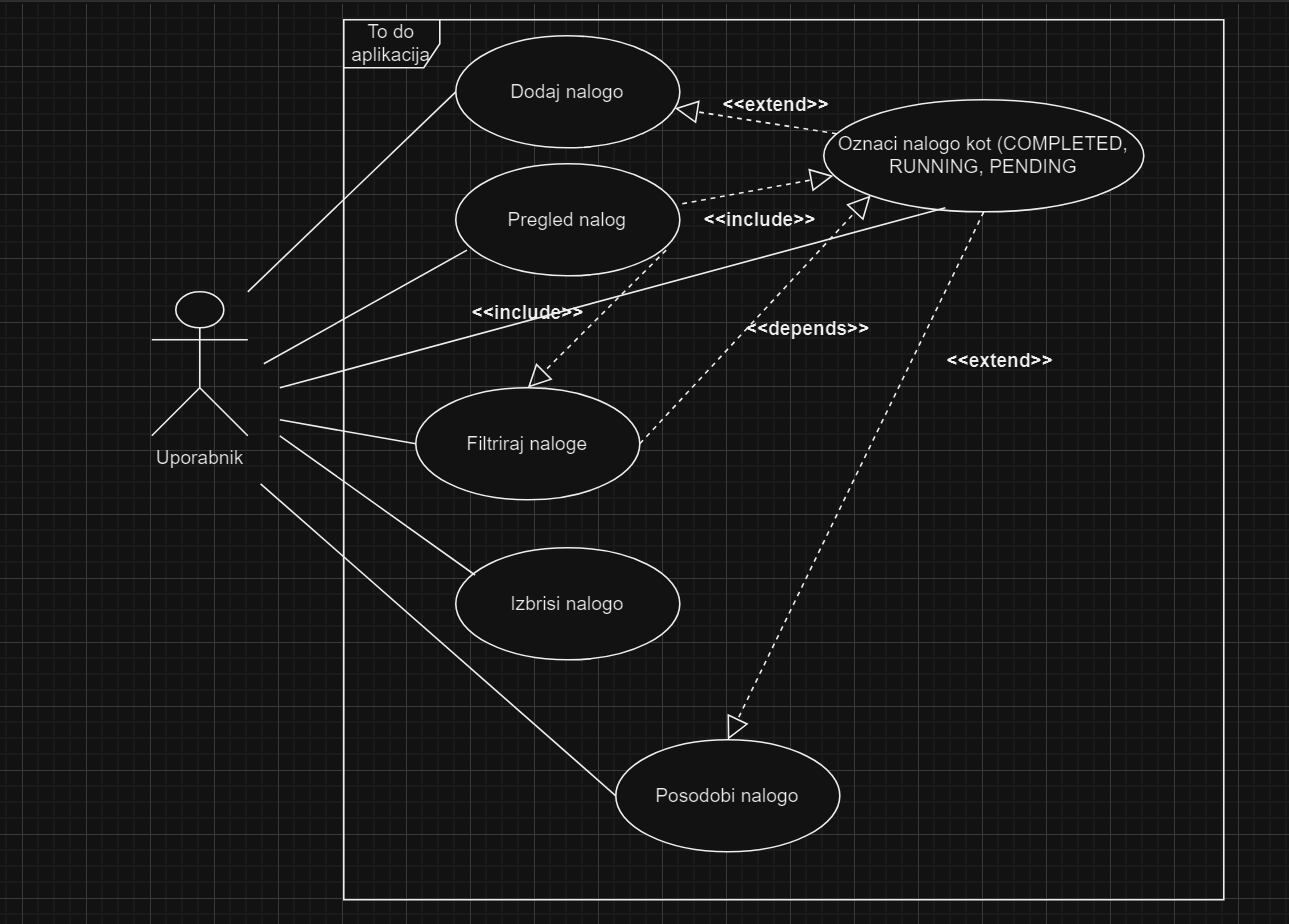 To do
aplikacija
Dodaj nalogo
<<extend>>
Oznaci nalogo kot (COMPLETED,
RUNNING, PENDING
Pregled nalog
<<include>>
<<include>>
<<depends>>
<<extend>>
Filtriraj naloge
Uporabnik
Izbrisi nalogo
Posodobi nalogo